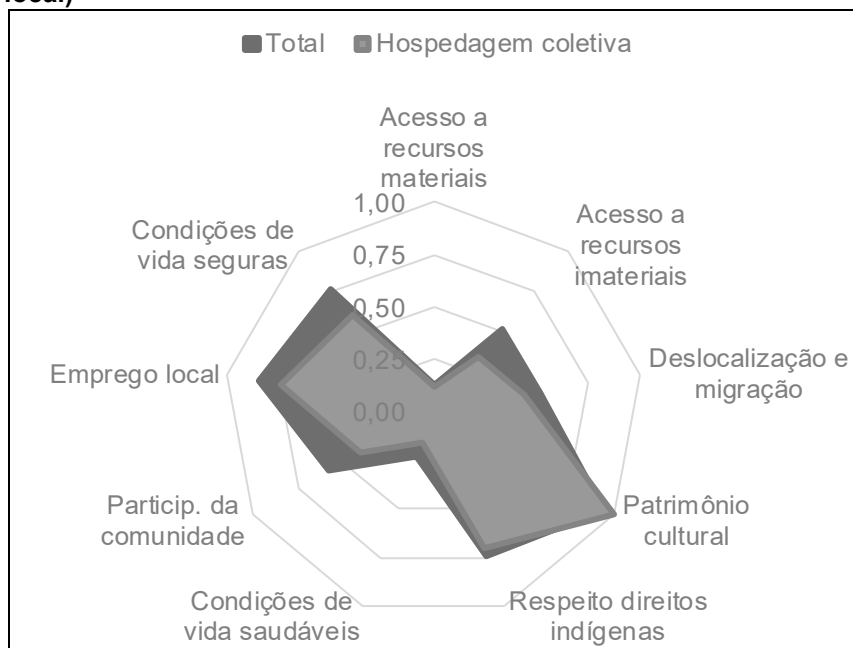 local)
Total Hospedagem coletiva
Acesso a
recursos
materiais
Acesso a
recursos
imateriais
Deslocalização e
migração
Patrimônio
cultural
Respeito direitos
indígenas
Condições de
vida saudáveis
Particip. da
comunidade
Emprego local
Condições de
vida seguras
1,00
0,75
0,50
0,25
0,00